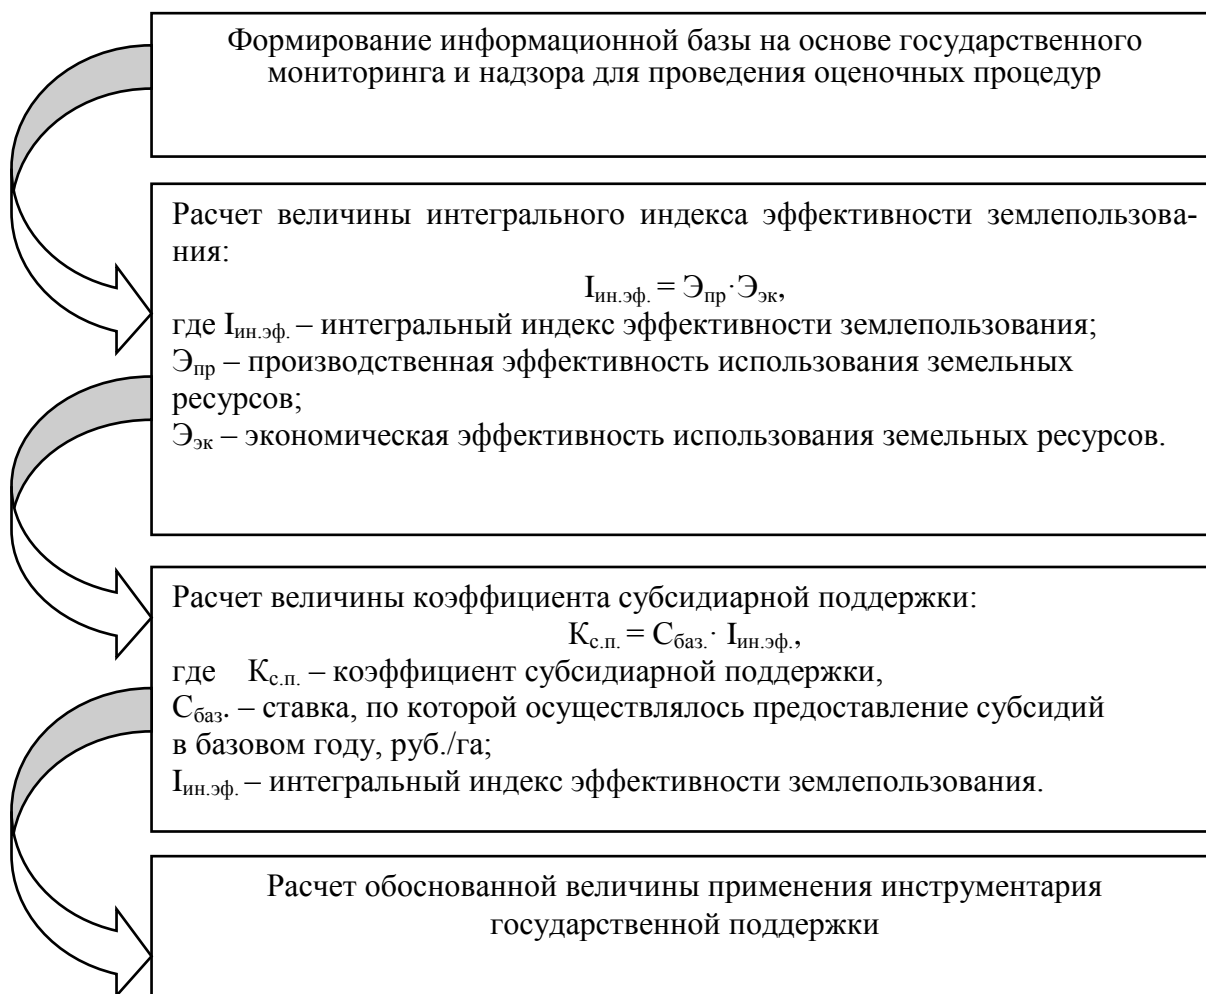 Формирование информационной базы на основе государственного
мониторинга и надзора для проведения оценочных процедур
Расчет величины интегрального индекса эффективности землепользова-
ния:
Iин.эф. = Эпр·Ээк,
где Iин.эф. – интегральный индекс эффективности землепользования;
Эпр – производственная эффективность использования земельных
ресурсов;
Ээк – экономическая эффективность использования земельных ресурсов.
Расчет величины коэффициента субсидиарной поддержки:
Кс.п. = Сбаз.· Iин.эф.,
где Кс.п. – коэффициент субсидиарной поддержки,
Сбаз. – ставка, по которой осуществлялось предоставление субсидий
в базовом году, руб./га;
Iин.эф. – интегральный индекс эффективности землепользования.
Расчет обоснованной величины применения инструментария
государственной поддержки